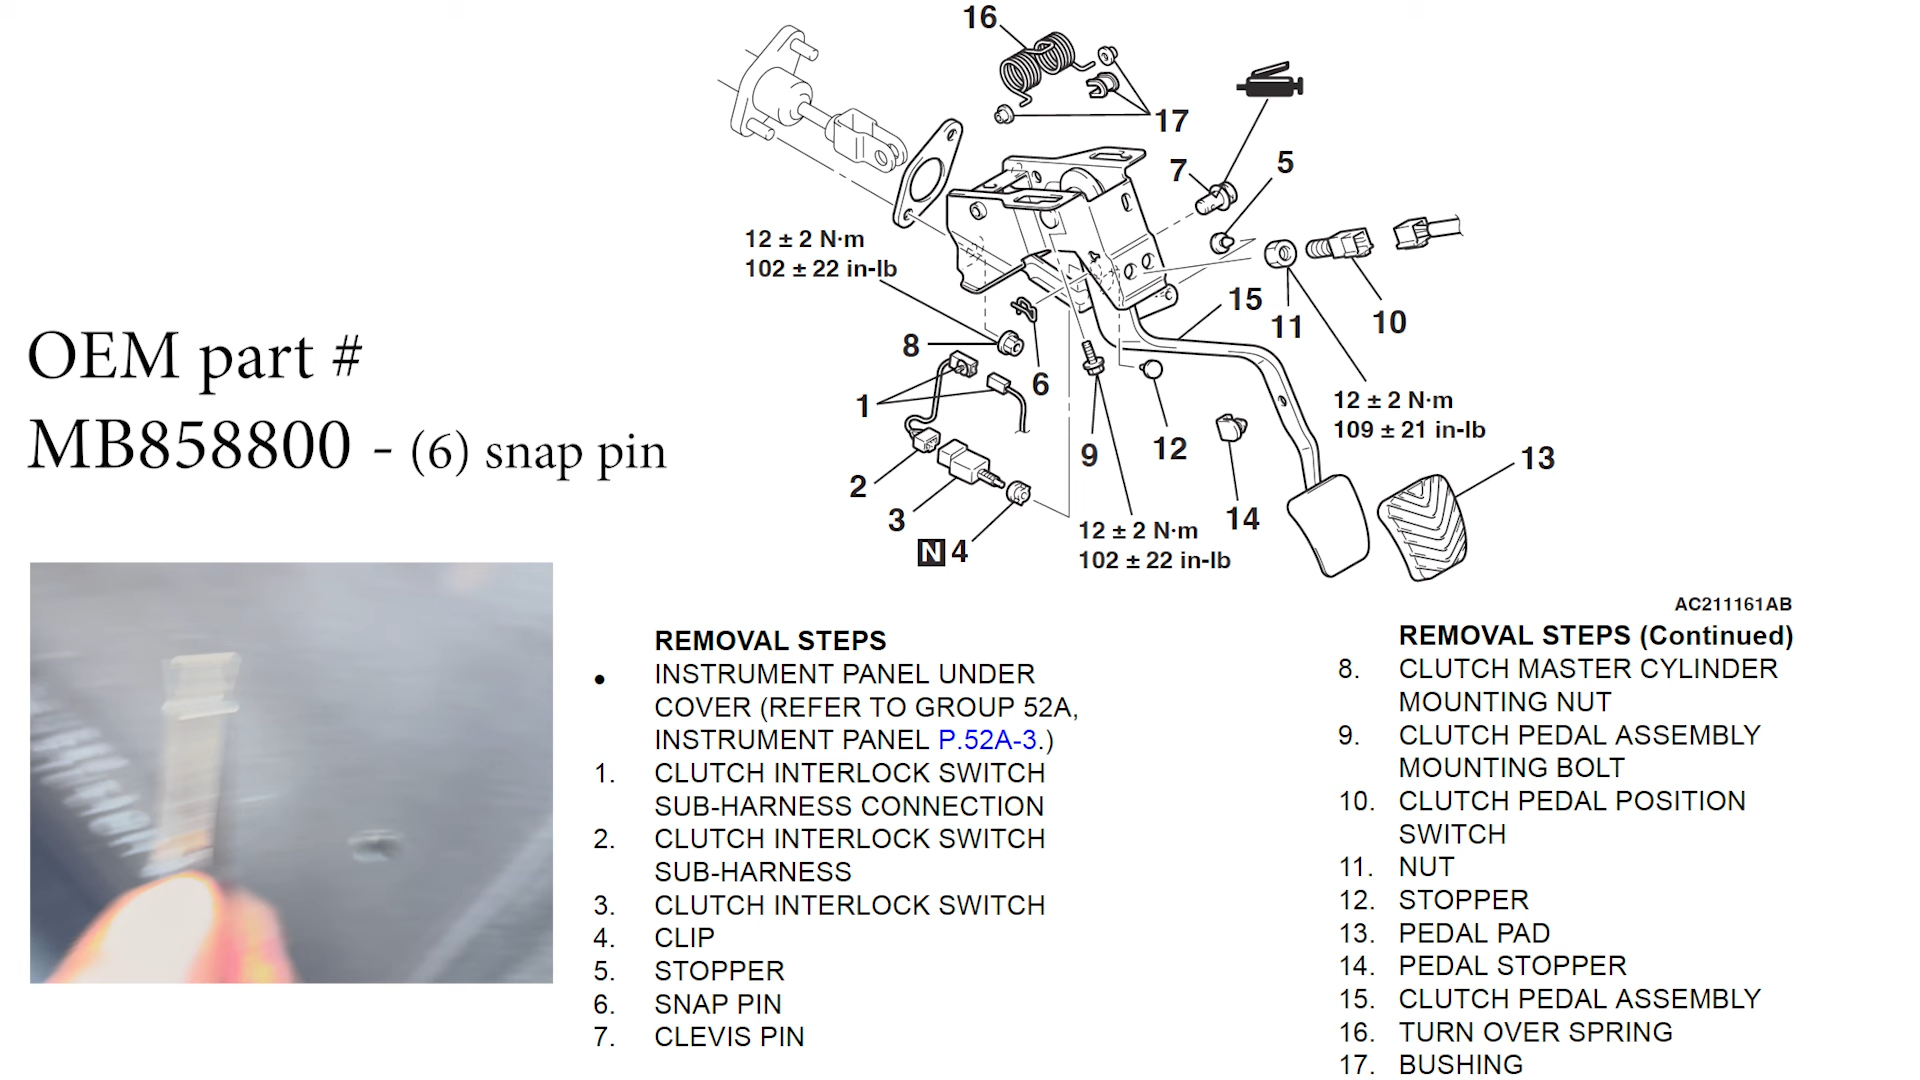 16
17
7
5
12 ± 2 N·m
102 ± 22 in-lb
15
11
10
8
6
1
9
12
12 ± 2 N·m
109 ± 21 in-lb
13
2
3
14
N 4
12 ± 2 N·m
102 ± 22 in-lb
OEM part #
MB858800 - (6) snap pin
AC211161AB
REMOVAL STEPS
• INSTRUMENT PANEL UNDER
COVER (REFER TO GROUP 52A,
INSTRUMENT PANEL P.52A-3.)
1. CLUTCH INTERLOCK SWITCH
SUB-HARNESS CONNECTION
2. CLUTCH INTERLOCK SWITCH
SUB-HARNESS
3. CLUTCH INTERLOCK SWITCH
4. CLIP
5. STOPPER
6. SNAP PIN
7. CLEVIS PIN
REMOVAL STEPS (Continued)
8. CLUTCH MASTER CYLINDER
MOUNTING NUT
9. CLUTCH PEDAL ASSEMBLY
MOUNTING BOLT
10. CLUTCH PEDAL POSITION
SWITCH
11. NUT
12. STOPPER
13. PEDAL PAD
14. PEDAL STOPPER
15. CLUTCH PEDAL ASSEMBLY
16. TURN OVER SPRING
17. BUSHING